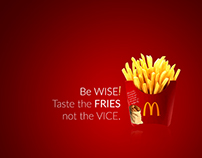 Be WISE!
Taste the FRIES
not the VICE.